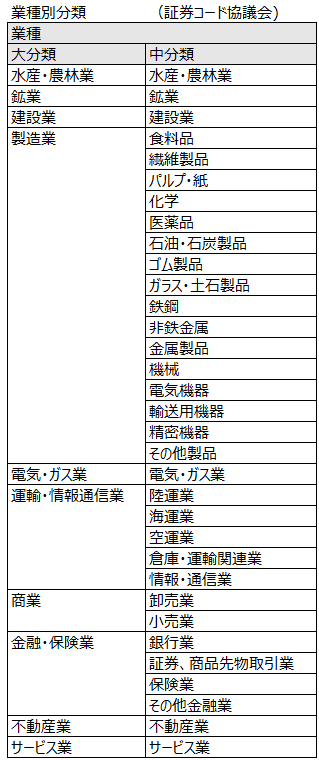 業種別分類 (証券コード協議会)
業種
大分類 中分類
水産・農林業 水産・農林業
鉱業 鉱業
建設業 建設業
製造業 食料品
繊維製品
パルプ・紙
化学
医薬品
石油・石炭製品
ゴム製品
ガラス・土石製品
鉄鋼
非鉄金属
金属製品
機械
電気機器
輸送用機器
精密機器
その他製品
電気・ガス業 電気・ガス業
運輸・情報通信業 陸運業
海運業
空運業
倉庫・運輸関連業
情報・通信業
商業 卸売業
小売業
金融・保険業 銀行業
証券、商品先物取引業
保険業
その他金融業
不動産業 不動産業
サービス業 サービス業